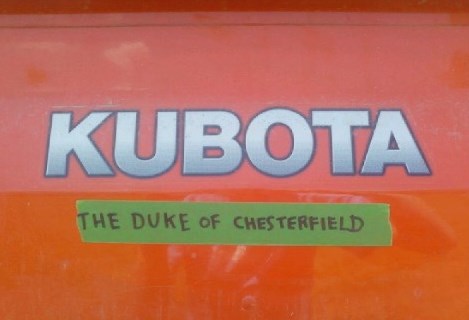 KUBOTA
THE DUKE OF CHESTERFIELD